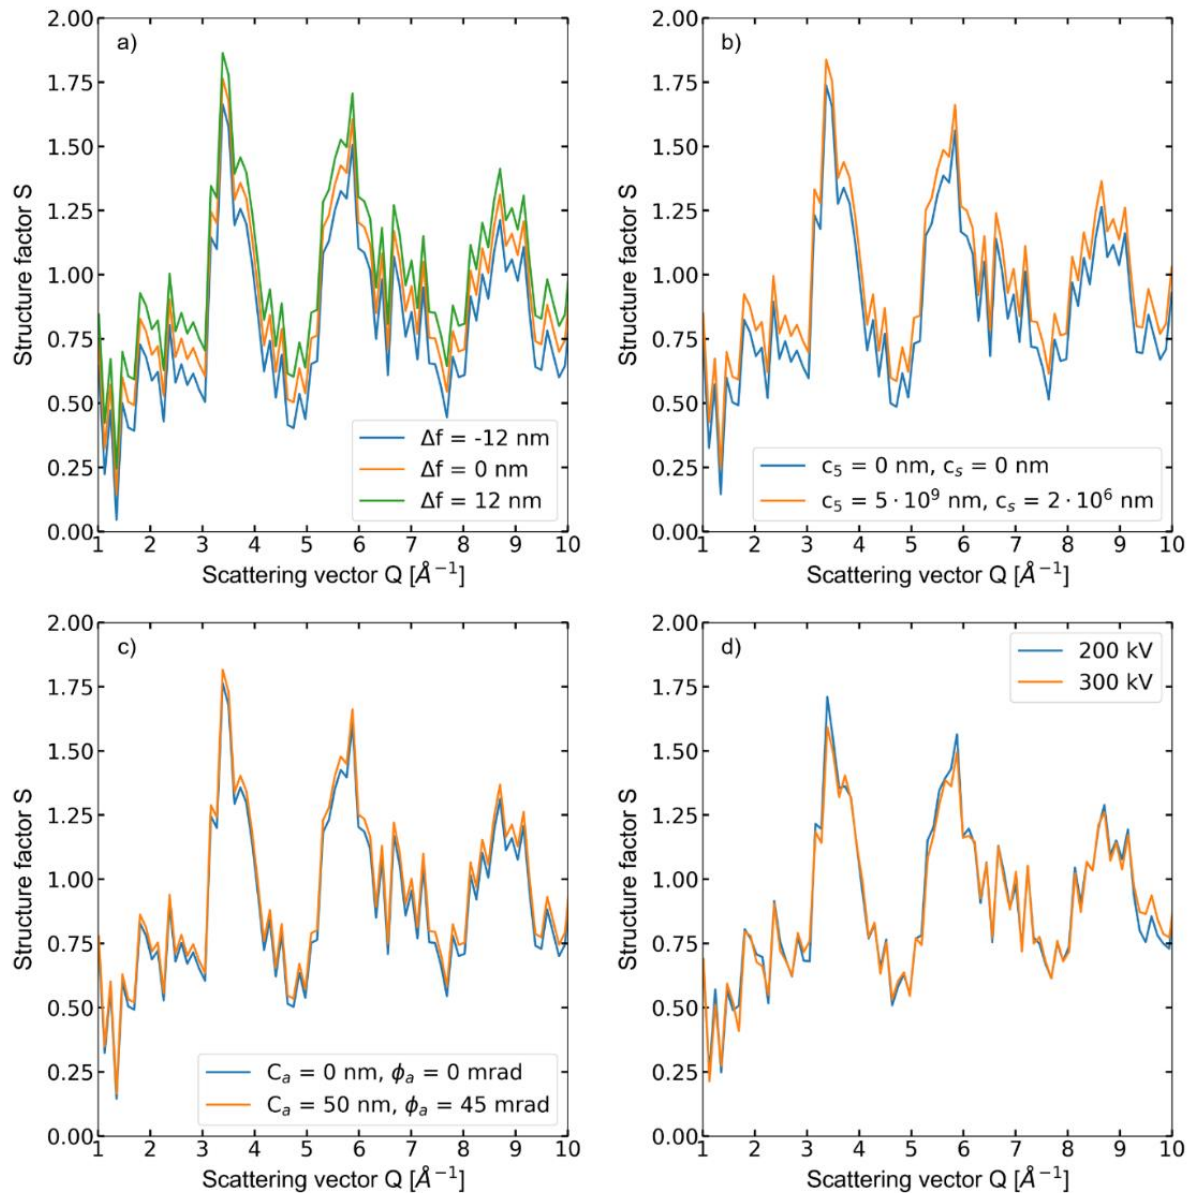 a)
2.00
1.75
1.50
1.25
1.00
0.75
0.50
0.25
0.00
Structure factor S
Δf = -12 nm
Δf = 0 nm
Δf = 12 nm
1 2 3 4 5 6 7 8 9 10
Scattering vector Q [Å⁻¹]
b)
2.00
1.75
1.50
1.25
1.00
0.75
0.50
0.25
0.00
Structure factor S
c₅ = 0 nm, cₛ = 0 nm
c₅ = 5·10⁹ nm, cₛ = 2·10⁶ nm
1 2 3 4 5 6 7 8 9 10
Scattering vector Q [Å⁻¹]
c)
2.00
1.75
1.50
1.25
1.00
0.75
0.50
0.25
0.00
Structure factor S
Cₐ = 0 nm, ϕₐ = 0 mrad
Cₐ = 50 nm, ϕₐ = 45 mrad
1 2 3 4 5 6 7 8 9 10
Scattering vector Q [Å⁻¹]
d)
200 kV
300 kV
2.00
1.75
1.50
1.25
1.00
0.75
0.50
0.25
0.00
Structure factor S
1 2 3 4 5 6 7 8 9 10
Scattering vector Q [Å⁻¹]